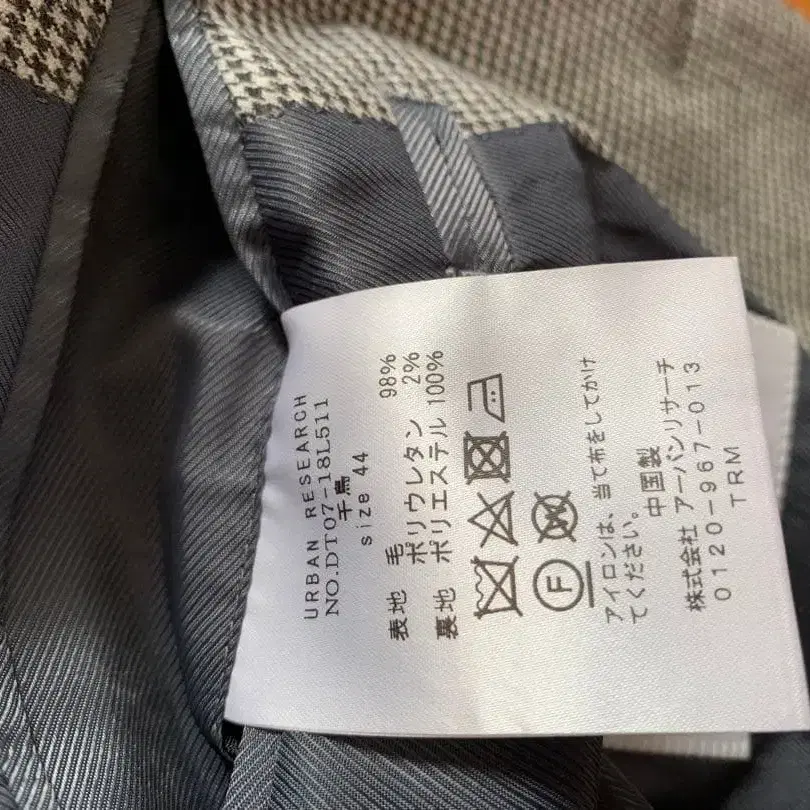 URBAN RESEARCH
NO.DT07-18L511
千鳥
size 44
表地 毛 98%
ポリウレタン 2%
裏地 ポリエステル 100%
F W
アイロンは、当て布をしてかけ
てください。
中国製
株式会社 アーバンリサーチ
0120-967-013
TRM